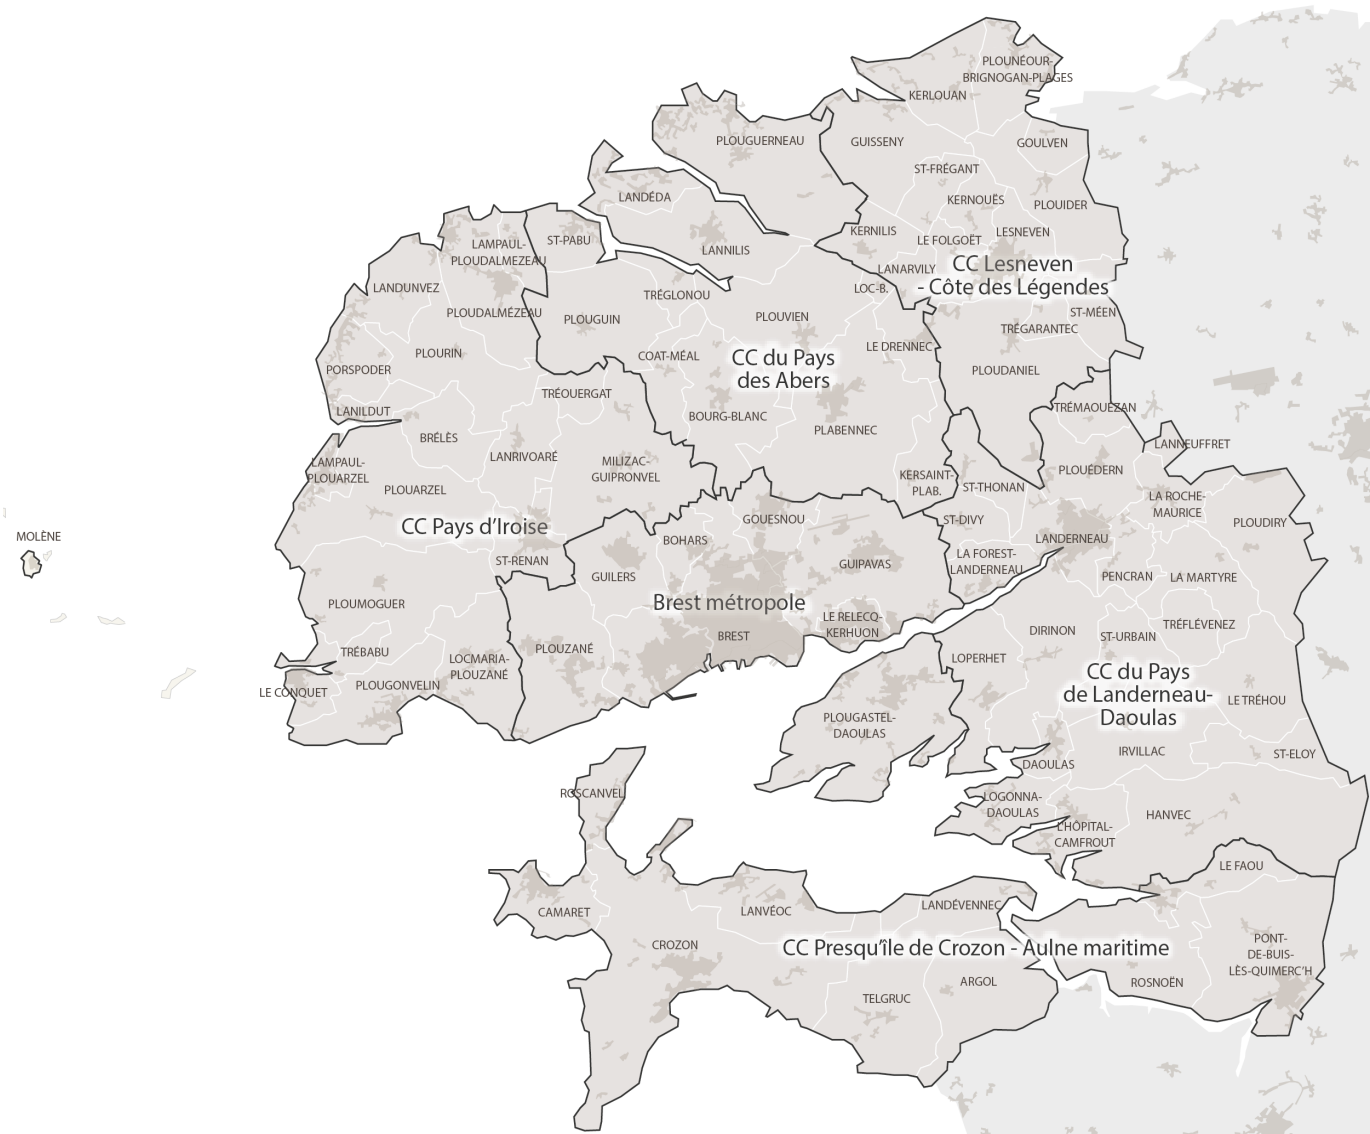 PLOUNÉOUR-
BRIGNOGAN-PLAGES
KERLOUAN
PLOUGUERNEAU
GUISSENY
GOULVEN
ST-FRÉGANT
LANDÉDA
KERNOUËS
PLOUIDER
KERNILIS
LE FOLGOËT
LESNEVEN
ST-PABU
LANNILIS
LAMPAUL-
PLOUDALMEZEAU
LANARVILY
CC Lesneven
- Côte des Légendes
LANDUNVEZ
TRÉGLONOU
LOC-B.
PLOUDALMÉZEAU
PLOUGUIN
PLOUVIEN
ST-MÉEN
TRÉGARANTEC
PLOURIN
COAT-MÉAL
LE DRENNEC
CC du Pays
des Abers
PORSPODER
PLOUDANIEL
TRÉOUERGAT
LANILDUT
BOURG-BLANC
TRÉMAOUÉZAN
BRÉLÈS
PLABENNEC
LANNEUFFRET
LANRIVOARÉ
LAMPAUL-
PLOUARZEL
MILIZAC-
GUIPRONVEL
PLOUÉDERN
KERSAINT-
PLAB.
PLOUARZEL
ST-THONAN
LA ROCHE-
MAURICE
CC Pays d’Iroise
GOUESNOU
ST-DIVY
PLOUDIRY
MOLÈNE
BOHARS
LANDERNEAU
ST-RENAN
LA FOREST-
LANDERNEAU
GUILERS
GUIPAVAS
PENCRAN
LA MARTYRE
PLOUMOGUER
Brest métropole
LE RELECQ-
KERHUON
TRÉFLÉVENEZ
DIRINON
ST-URBAIN
BREST
TRÉBABU
PLOUZANÉ
LOCMARIA-
PLOUZANÉ
LOPERHET
CC du Pays
de Landerneau-
Daoulas
PLOUGONVELIN
LE CONQUET
LE TRÉHOU
PLOUGASTEL-
DAOULAS
IRVILLAC
ST-ELOY
DAOULAS
ROSCANVEL
LOGONNA-
DAOULAS
HANVEC
L’HÔPITAL-
CAMFROUT
LE FAOU
CAMARET
LANVÉOC
LANDÉVENNEC
CROZON
CC Presqu’île de Crozon - Aulne maritime
PONT-
DE-BUIS-
LÈS-QUIMERC’H
ARGOL
ROSNOËN
TELGRUC